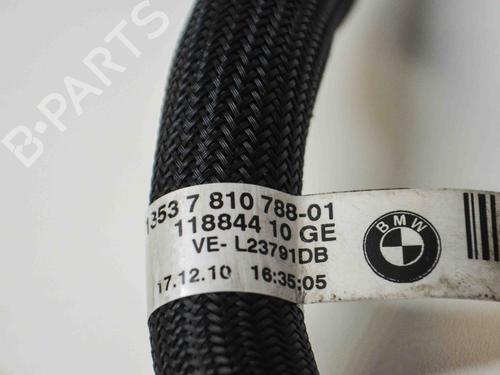 B-PARTS
1353 7 810 788-01
118844 10 GE
VE- L23791DB
17.12.10 16:35:05
BMW